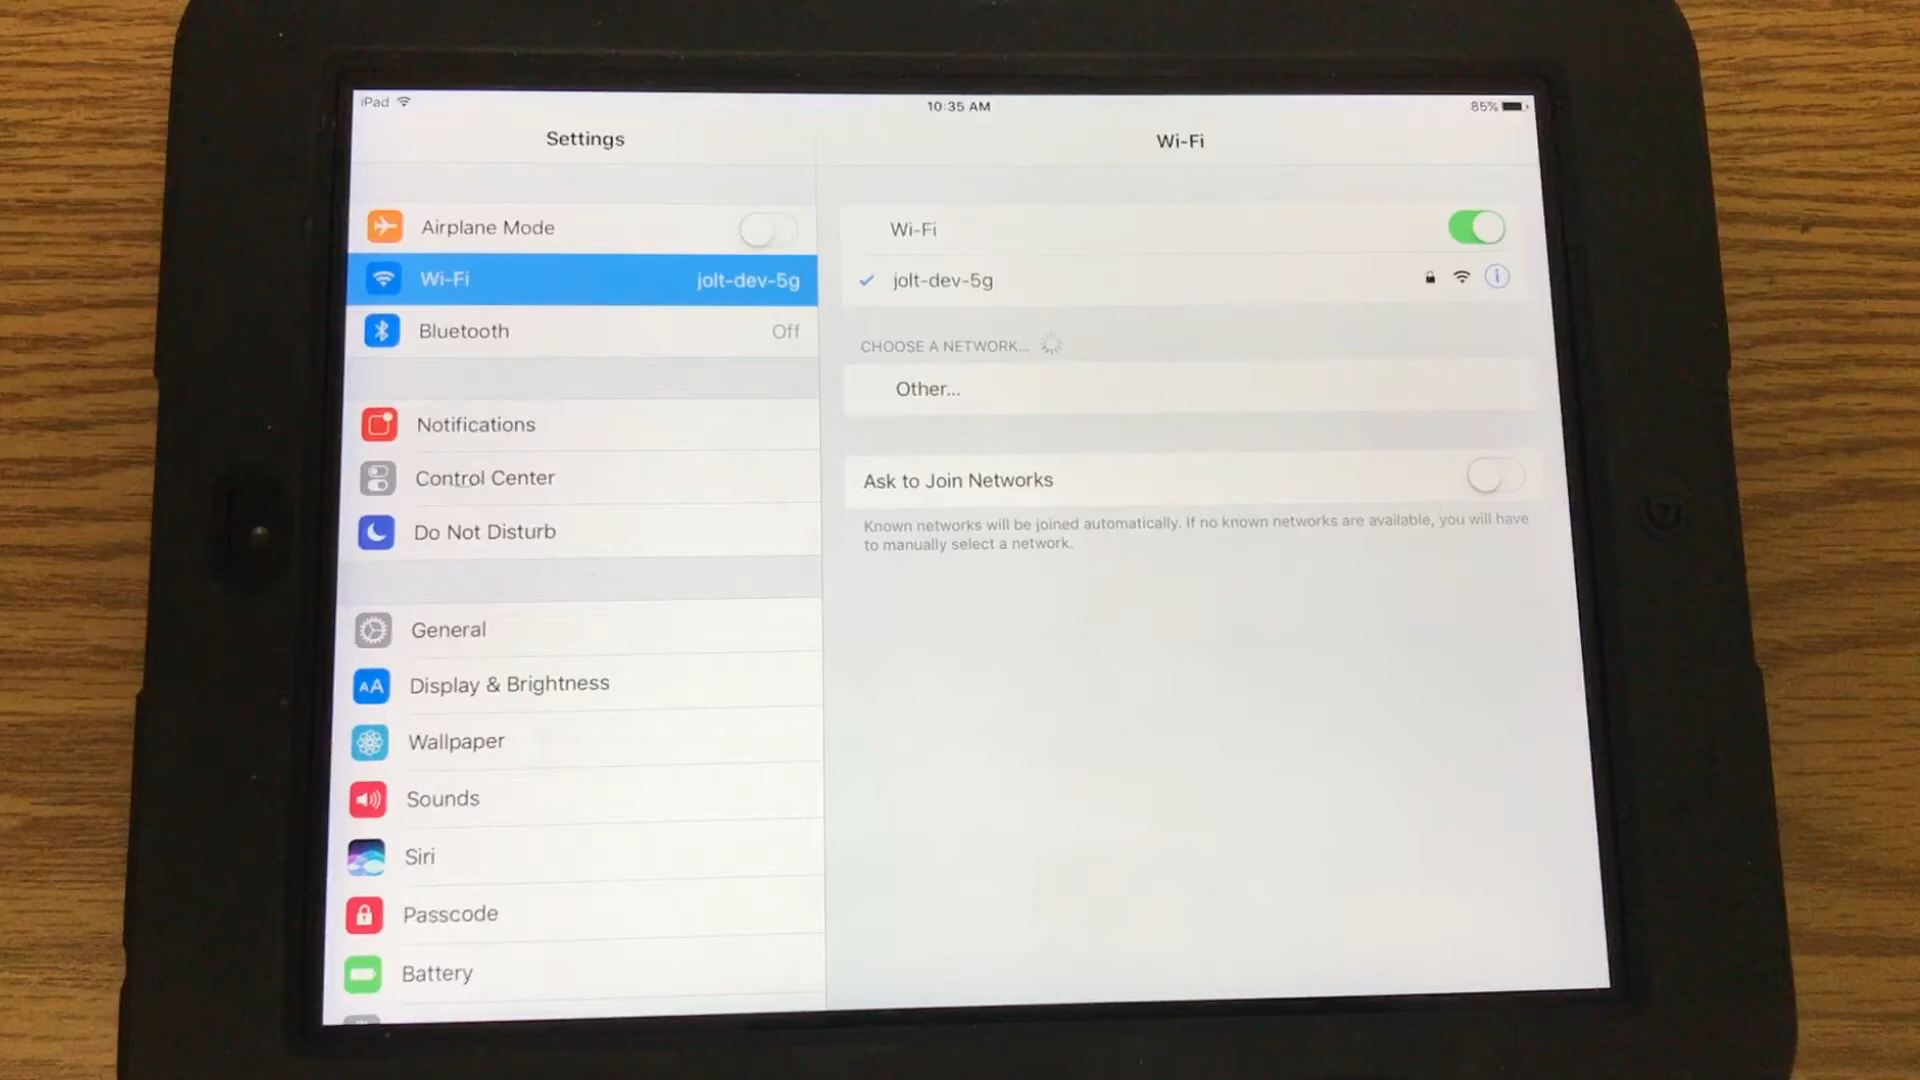 iPad
10:35 AM
85%
Settings
Wi-Fi
Airplane Mode
Wi-Fi
jolt-dev-5g
Bluetooth
Off
Notifications
Control Center
Do Not Disturb
General
AA
Display & Brightness
Wallpaper
Sounds
Siri
Passcode
Battery
Wi-Fi
jolt-dev-5g
CHOOSE A NETWORK...
Other...
Ask to Join Networks
Known networks will be joined automatically. If no known networks are available, you will have
to manually select a network.